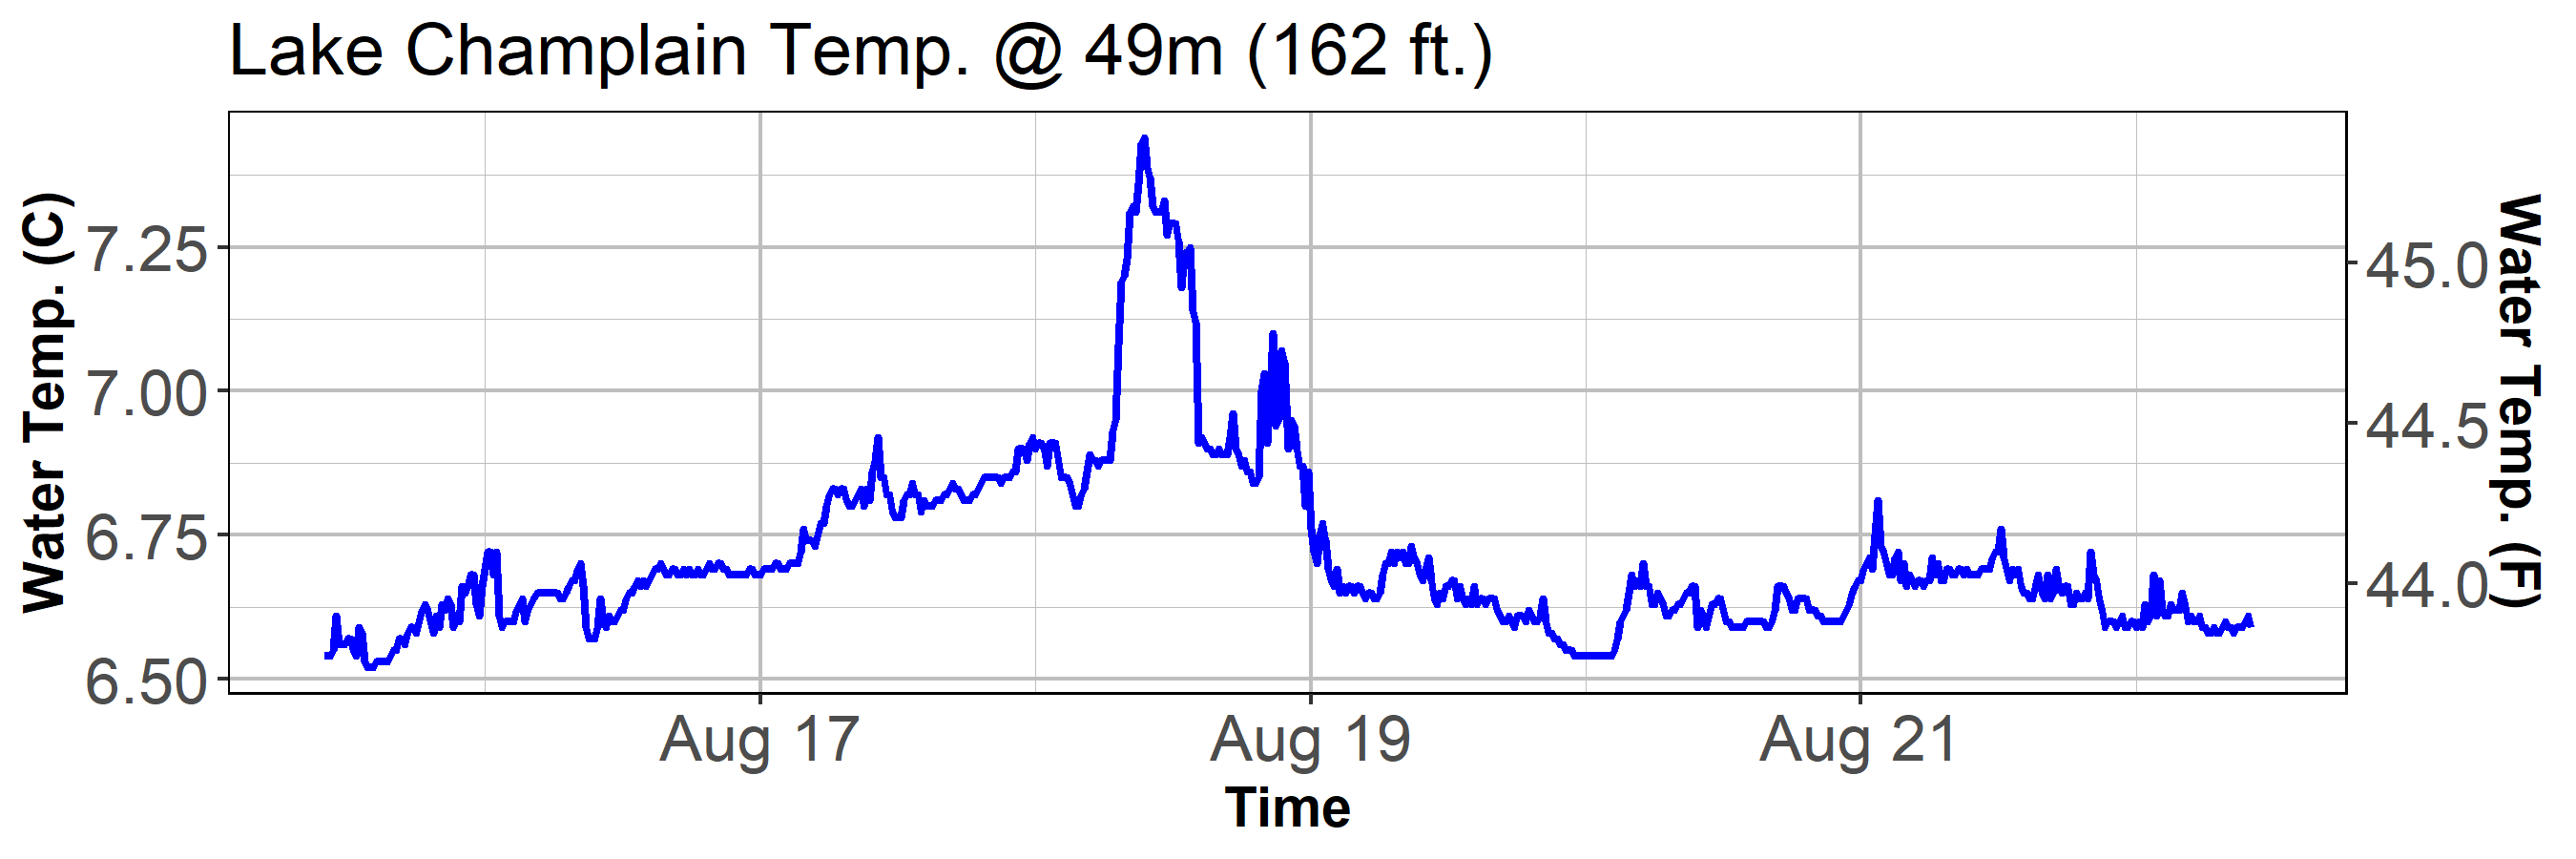 Lake Champlain Temp. @ 49m (162 ft.)
Water Temp. (C)
7.25
7.00
6.75
6.50
45.0
44.5
44.0
Water Temp. (F)
Aug 17
Aug 19
Aug 21
Time